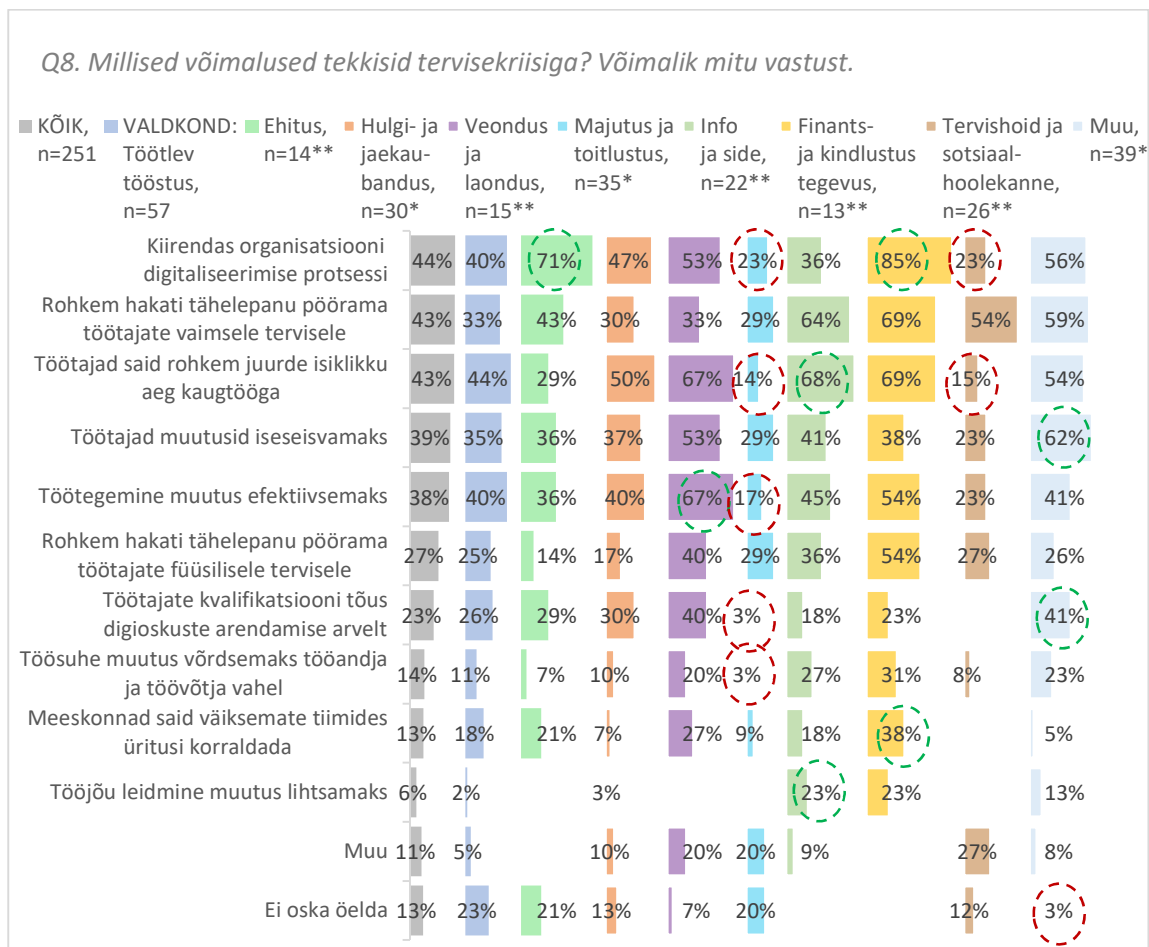 Q8. Millised võimalused tekkisid tervisekriisiga? Võimalik mitu vastust.
KÕIK, n=251
VALDKOND: Töötlev tööstus, n=57
Ehitus, n=14**
Hulgi- ja jaekau- bandus, n=30*
Veondus ja laondus, n=15**
Majutus ja toitlustus, n=35*
Info ja side, n=22**
Finants- ja kindlustus tegevus, n=13**
Tervishoid ja sotsiaal- hoolekanne, n=26**
Muu, n=39*
Kiirendas organisatsiooni
digitaliseerimise protsessi
44% 40% 71% 47% 53% 23% 36% 85% 23% 56%
Rohkem hakati tähelepanu pöörama
töötajate vaimsele tervisele
43% 33% 43% 30% 33% 29% 64% 69% 54% 59%
Töötajad said rohkem juurde isiklikku
aeg kaugtööga
43% 44% 29% 50% 67% 14% 68% 69% 15% 54%
Töötajad muutusid iseseisvamaks
39% 35% 36% 37% 53% 29% 41% 38% 23% 62%
Töötegemine muutus efektiivsemaks
38% 40% 36% 40% 67% 17% 45% 54% 23% 41%
Rohkem hakati tähelepanu pöörama
töötajate füüsilisele tervisele
27% 25% 14% 17% 40% 29% 36% 54% 27% 26%
Töötajate kvalifikatsiooni tõus
digioskuste arendamise arvelt
23% 26% 29% 30% 40% 3% 18% 23% 41%
Töösuhe muutus võrdsemaks tööandja
ja töövõtja vahel
14% 11% 7% 10% 20% 3% 27% 31% 8% 23%
Meeskonnad said väiksemate tiimides
üritusi korraldada
13% 18% 21% 7% 27% 9% 18% 38% 5%
Tööjõu leidmine muutus lihtsamaks
6% 2% 3% 23% 23% 13%
Muu
11% 5% 10% 20% 20% 9% 27% 8%
Ei oska öelda
13% 23% 21% 13% 7% 20% 12% 3%